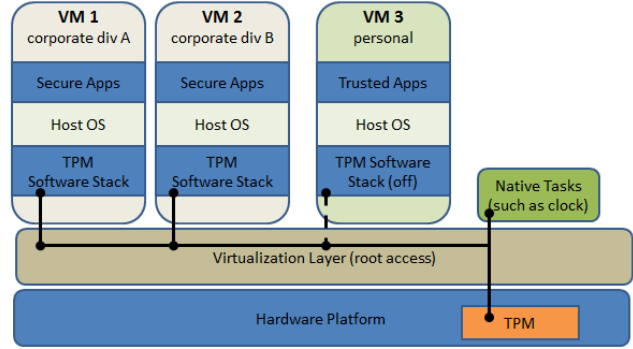 VM 1
corporate div A
Secure Apps
Host OS
TPM
Software Stack
VM 2
corporate div B
Secure Apps
Host OS
TPM
Software Stack
VM 3
personal
Trusted Apps
Host OS
TPM Software
Stack (off)
Native Tasks
(such as clock)
Virtualization Layer (root access)
Hardware Platform
TPM